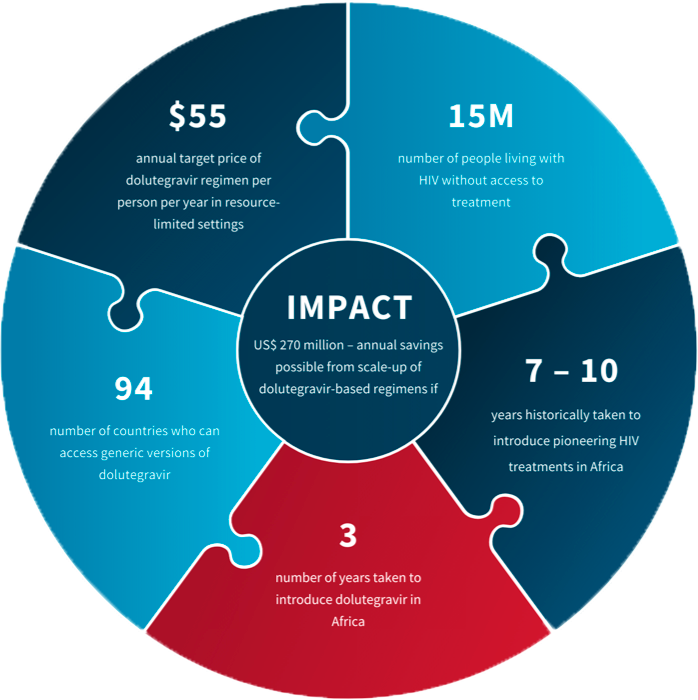 $55
annual target price of
dolutegravir regimen per
person per year in resource-
limited settings
15M
number of people living with
HIV without access to
treatment
IMPACT
US$ 270 million – annual savings
possible from scale-up of
dolutegravir-based regimens if
7 – 10
years historically taken to
introduce pioneering HIV
treatments in Africa
94
number of countries who can
access generic versions of
dolutegravir
3
number of years taken to
introduce dolutegravir in
Africa